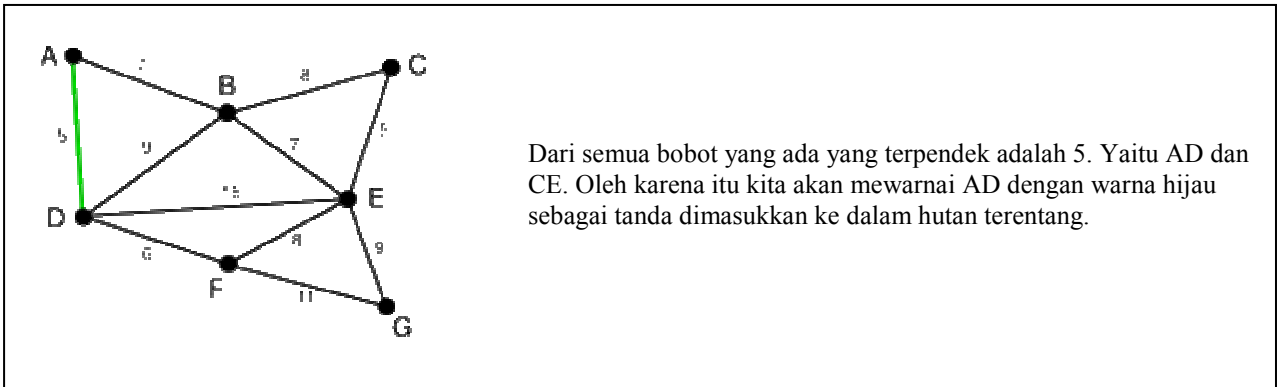 A
B
C
7
E
D
9
F
11
G
Dari semua bobot yang ada yang terpendek adalah 5. Yaitu AD dan
CE. Oleh karena itu kita akan mewarnai AD dengan warna hijau
sebagai tanda dimasukkan ke dalam hutan terentang.